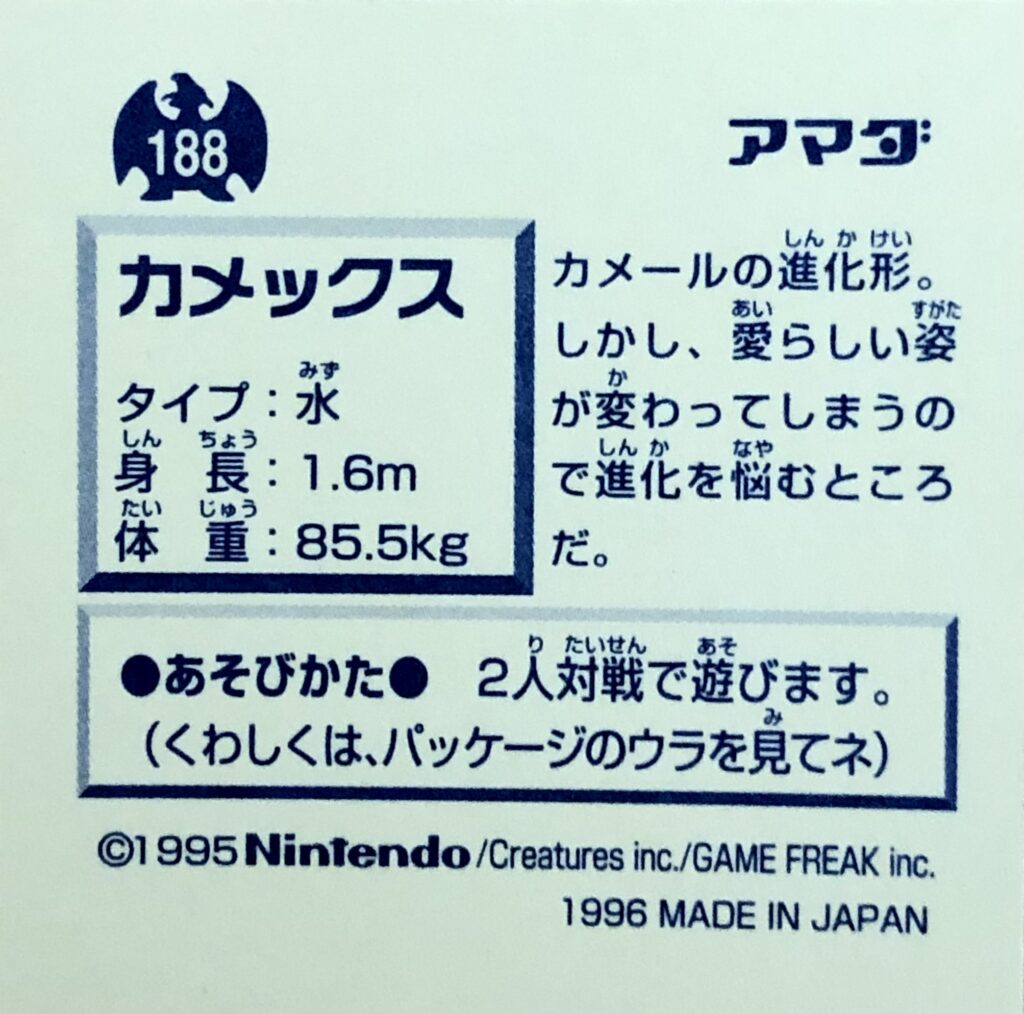 188
アマダ
カメックス
タイプ：水
身長：1.6m
体重：85.5kg
カメールの進化形。
しかし、愛らしい姿
が変わってしまうの
で進化を悩むところ
だ。
●あそびかた● 2人対戦で遊びます。
（くわしくは、パッケージのウラを見てネ）
©1995 Nintendo/Creatures inc./GAME FREAK inc.
1996 MADE IN JAPAN